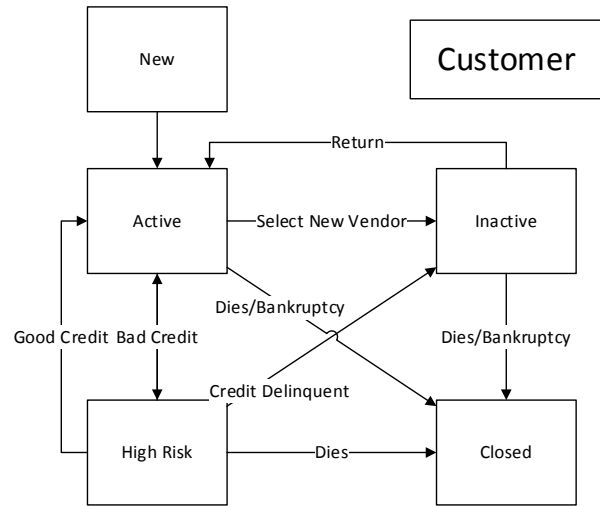 New
Customer
Return
Active
Select New Vendor
Inactive
Dies/Bankruptcy
Good Credit
Bad Credit
Dies/Bankruptcy
Credit Delinquent
High Risk
Dies
Closed